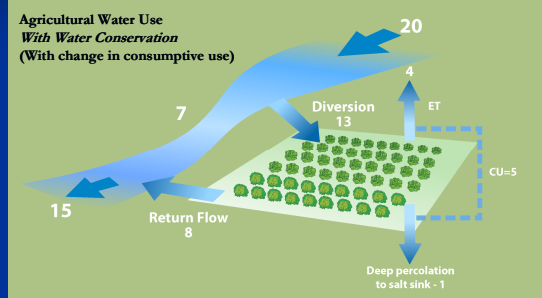 Agricultural Water Use
With Water Conservation
(With change in consumptive use)
20
4
ET
7
Diversion
13
CU=5
15
Return Flow
8
Deep percolation
to salt sink - 1